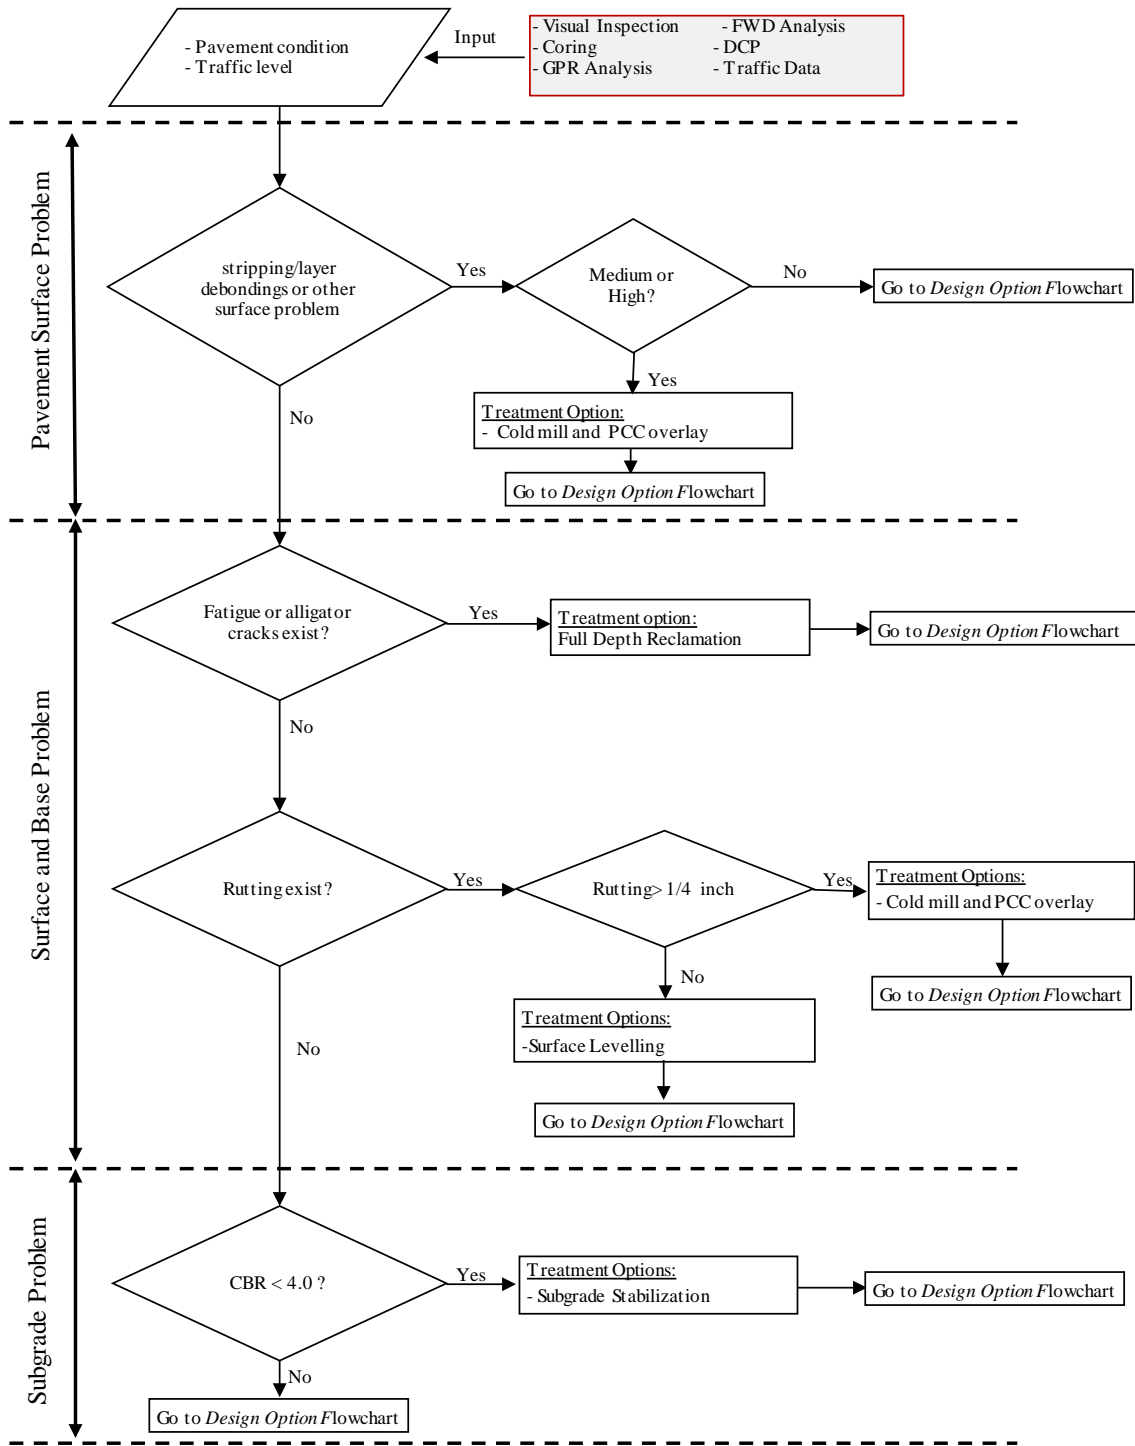 - Pavement condition
- Traffic level
Input
- Visual Inspection - FWD Analysis
- Coring - DCP
- GPR Analysis - Traffic Data
Pavement Surface Problem
stripping/layer
debondings or other
surface problem
Yes
Medium or
High?
No
Go to Design Option Flowchart
Yes
Treatment Option:
- Cold mill and PCC overlay
Go to Design Option Flowchart
No
Surface and Base Problem
Fatigue or alligator
cracks exist?
Yes
Treatment option:
Full Depth Reclamation
Go to Design Option Flowchart
No
Rutting exist?
Yes
Rutting> 1/4 inch
Yes
Treatment Options:
- Cold mill and PCC overlay
Go to Design Option Flowchart
No
Treatment Options:
-Surface Levelling
Go to Design Option Flowchart
No
Subgrade Problem
CBR < 4.0 ?
Yes
Treatment Options:
- Subgrade Stabilization
Go to Design Option Flowchart
No
Go to Design Option Flowchart